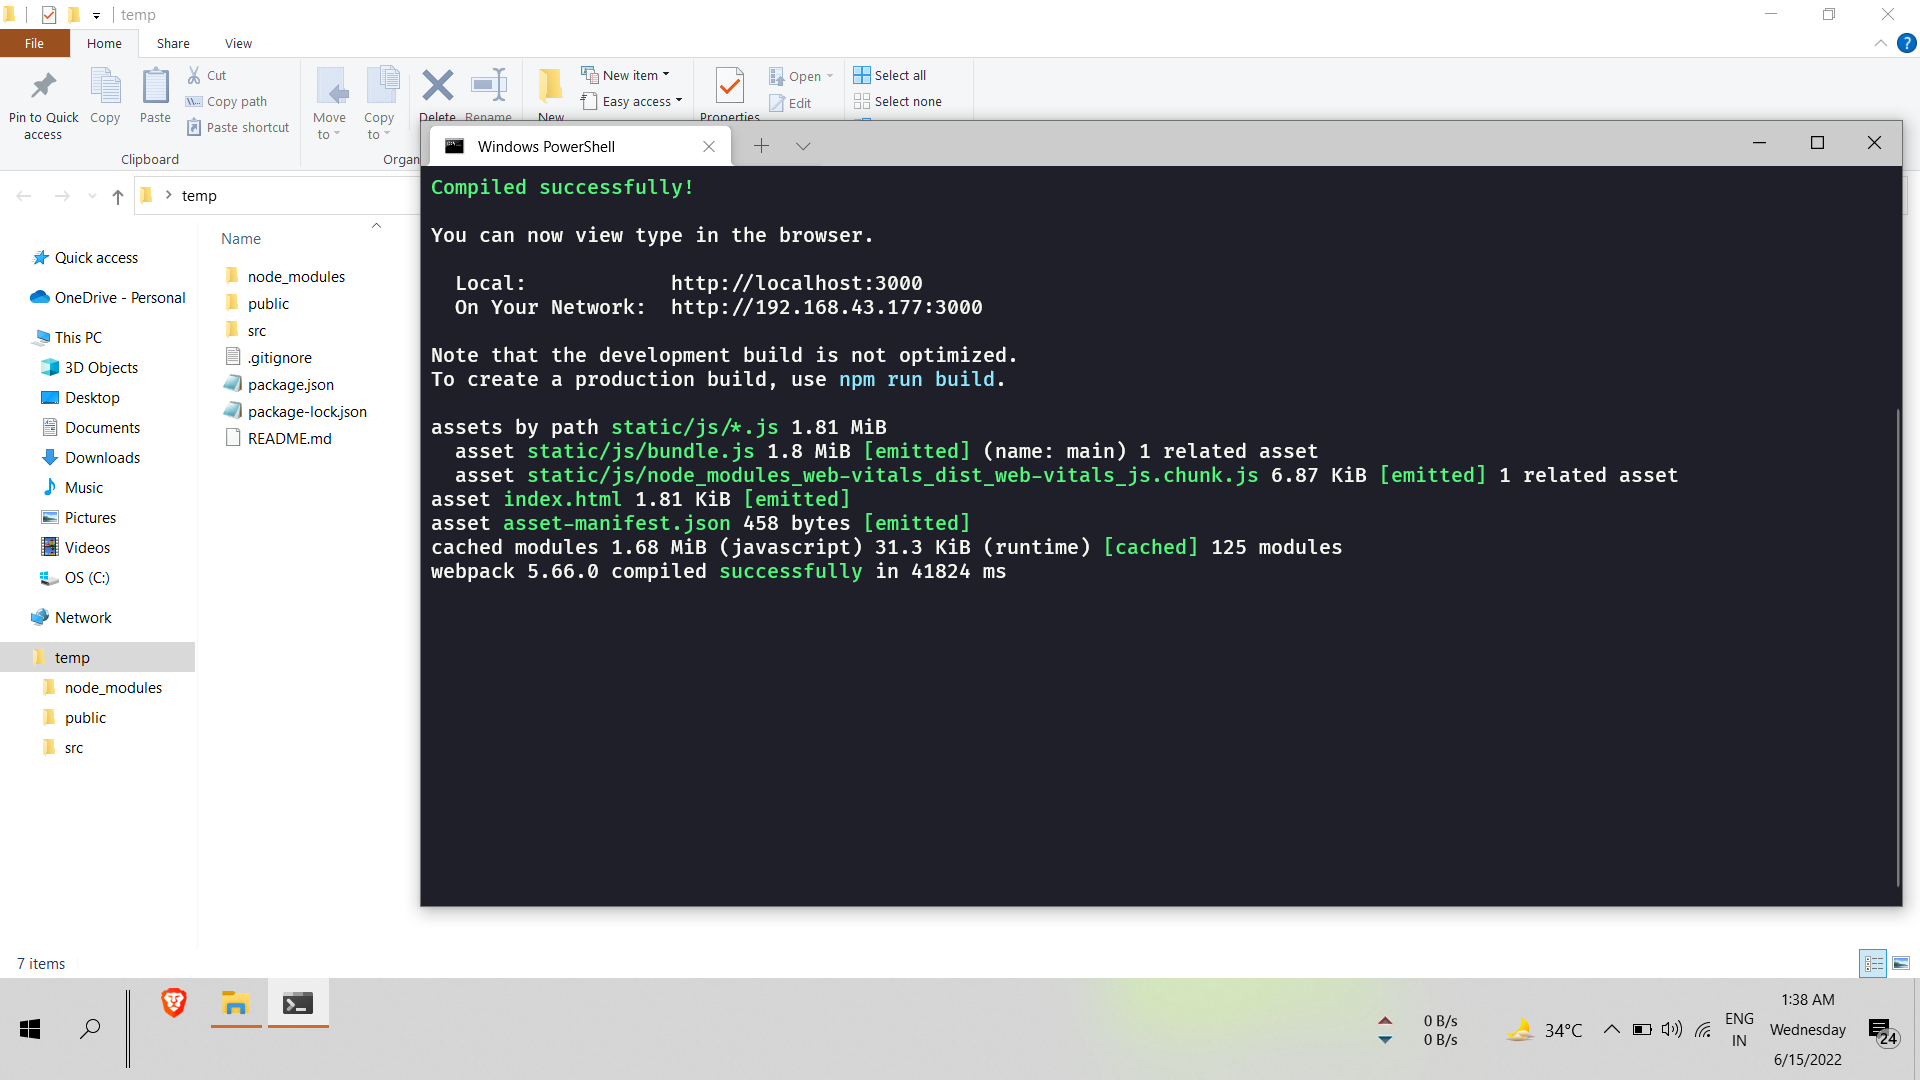 temp
File
Home
Share
View
Pin to Quick access
Copy
Paste
Cut
Copy path
Paste shortcut
Clipboard
Move to
Copy to
Delete
Rename
Organ
New
New item
Easy access
Properties
Open
Edit
Select all
Select none
temp
Quick access
OneDrive - Personal
This PC
3D Objects
Desktop
Documents
Downloads
Music
Pictures
Videos
OS (C:)
Network
temp
node_modules
public
src
Name
node_modules
public
src
.gitignore
package.json
package-lock.json
README.md
7 items
Windows PowerShell
Compiled successfully!
You can now view type in the browser.
Local: http://localhost:3000
On Your Network: http://192.168.43.177:3000
Note that the development build is not optimized.
To create a production build, use npm run build.
assets by path static/js/*.js 1.81 MiB
asset static/js/bundle.js 1.8 MiB [emitted] (name: main) 1 related asset
asset static/js/node_modules_web-vitals_dist_web-vitals_js.chunk.js 6.87 KiB [emitted] 1 related asset
asset index.html 1.81 KiB [emitted]
asset asset-manifest.json 458 bytes [emitted]
cached modules 1.68 MiB (javascript) 31.3 KiB (runtime) [cached] 125 modules
webpack 5.66.0 compiled successfully in 41824 ms
0 B/s
0 B/s
34°C
ENG
IN
1:38 AM
Wednesday
6/15/2022
24